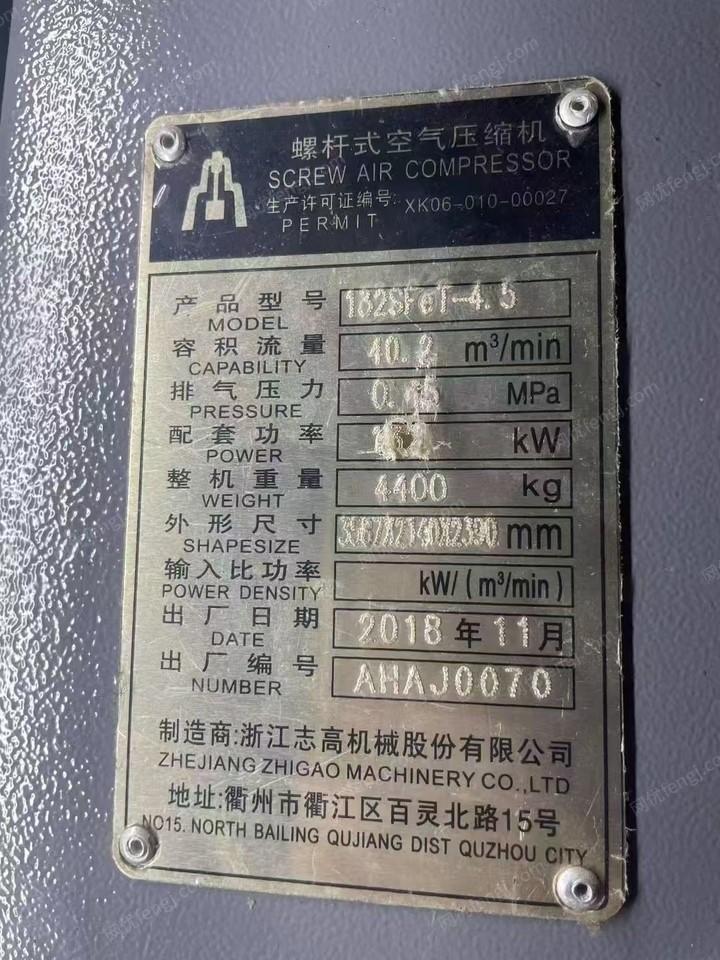 螺杆式空气压缩机
SCREW AIR COMPRESSOR
生产许可证编号: XK06-010-00027
PERMIT
产品型号
MODEL
容积流量 40.2 m³/min
CAPABILITY
排气压力 MPa
PRESSURE
配套功率 kW
POWER
整机重量 4400 kg
WEIGHT
外形尺寸 mm
SHAPESIZE
输入比功率 kW/(m³/min)
POWER DENSITY
出厂日期 2018年11月
DATE
出厂编号 AHAJ0070
NUMBER
制造商:浙江志高机械股份有限公司
ZHEJIANG ZHIGAO MACHINERY CO.,LTD
地址:衢州市衢江区百灵北路15号
NO15. NORTH BAILING QUJIANG DIST QUZHOU CITY